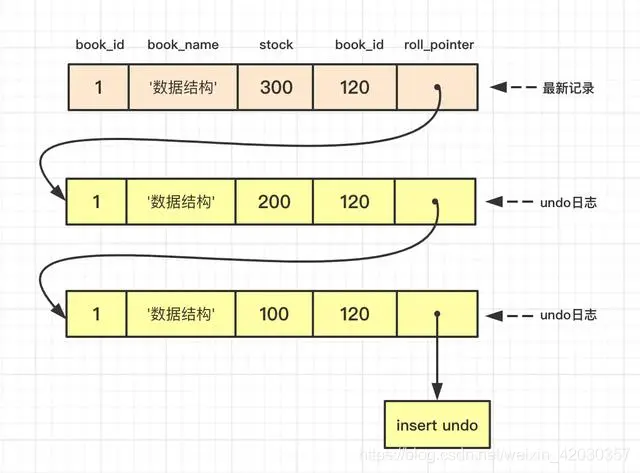 book_id book_name stock book_id roll_pointer
1 '数据结构' 300 120 最新记录
1 '数据结构' 200 120 undo日志
1 '数据结构' 100 120 undo日志
insert undo
https://blog.csdn.net/weixin_42030357